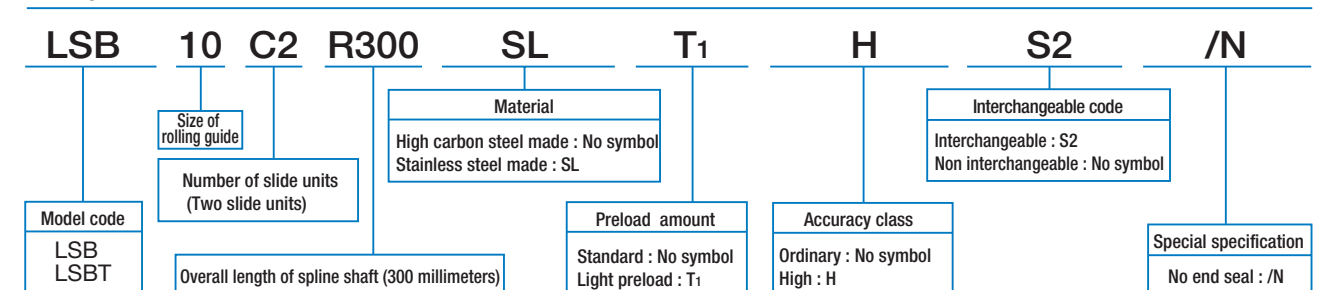 LSB 10 C2 R300 SL T1 H S2 /N
Size of
rolling guide
Material
High carbon steel made : No symbol
Stainless steel made : SL
Interchangeable code
Interchangeable : S2
Non interchangeable : No symbol
Number of slide units
(Two slide units)
Model code
LSB
LSBT
Overall length of spline shaft (300 millimeters)
Preload amount
Standard : No symbol
Light preload : T1
Accuracy class
Ordinary : No symbol
High : H
Special specification
No end seal : /N